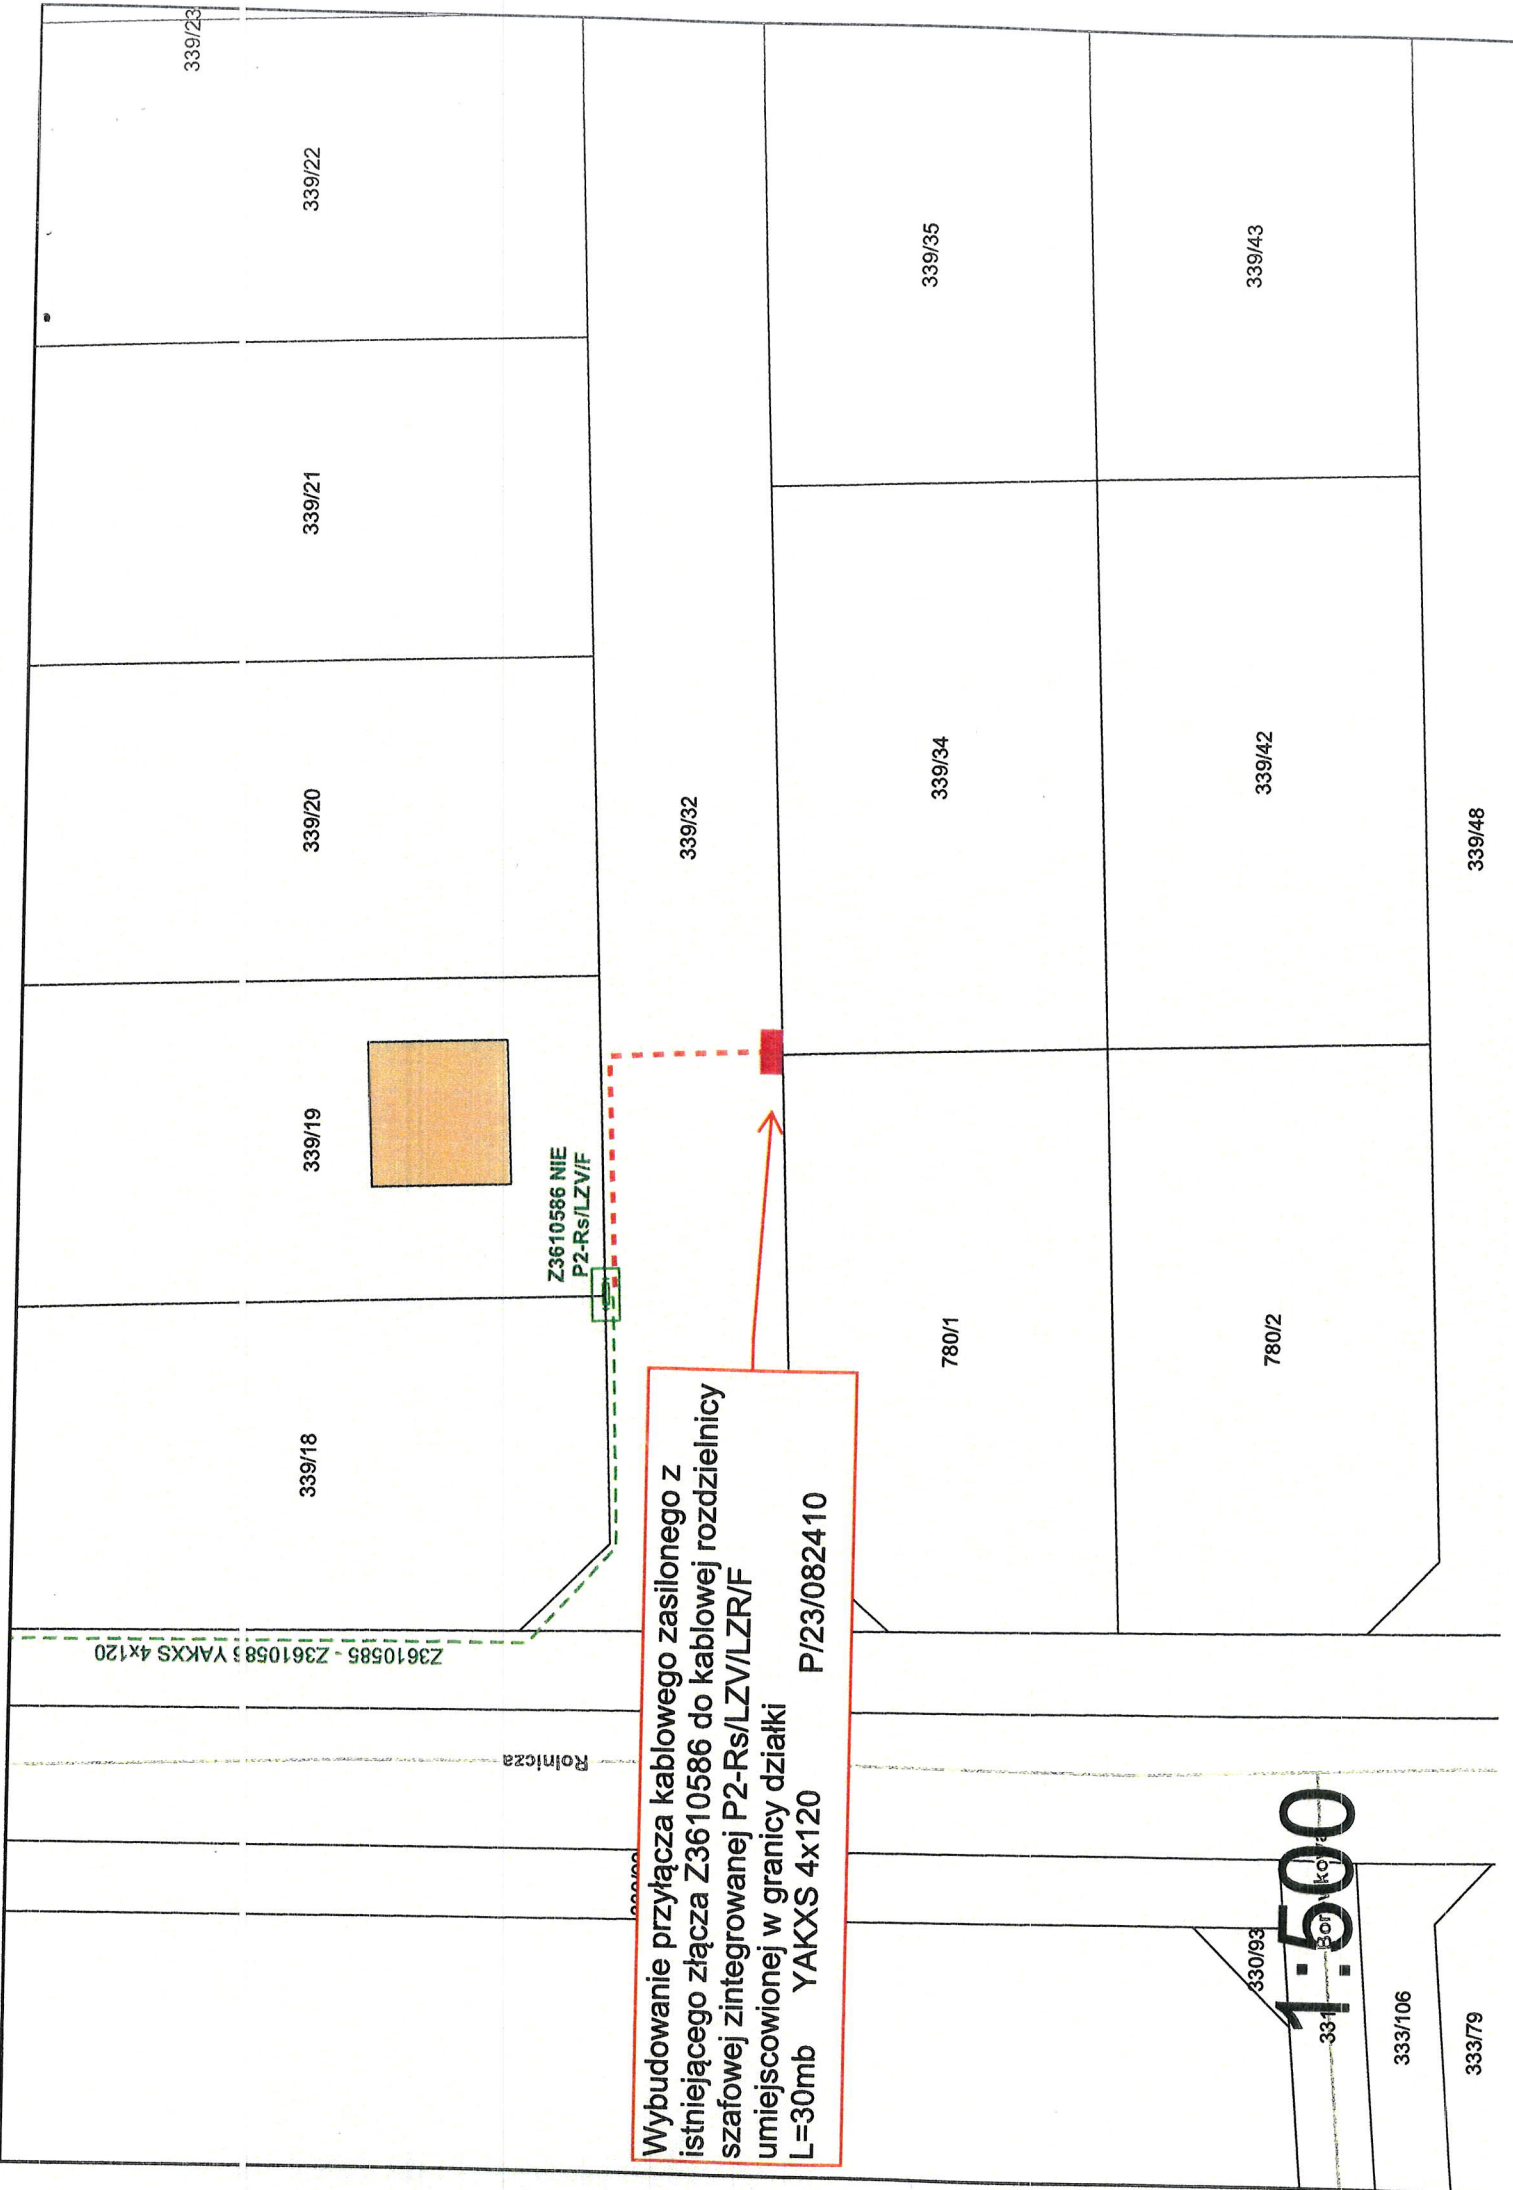 339/18
339/19
339/20
339/21
339/22
339/23
Z3610585 - Z3610586 YAKXS 4x120
Z3610586 NIE
P2-Rs/LZV/F
Rolnicza
339/32
Wybudowanie przyłącza kablowego zasilonego z
istniejącego złącza Z3610586 do kablowej rozdzielnicy
szafowej zintegrowanej P2-Rs/LZV/LZR/F
umiejscowionej w granicy działki
L=30mb YAKXS 4x120 P/23/082410
780/1
339/34
339/35
780/2
339/42
339/43
330/93
1:500
331
333/106
333/79
339/48